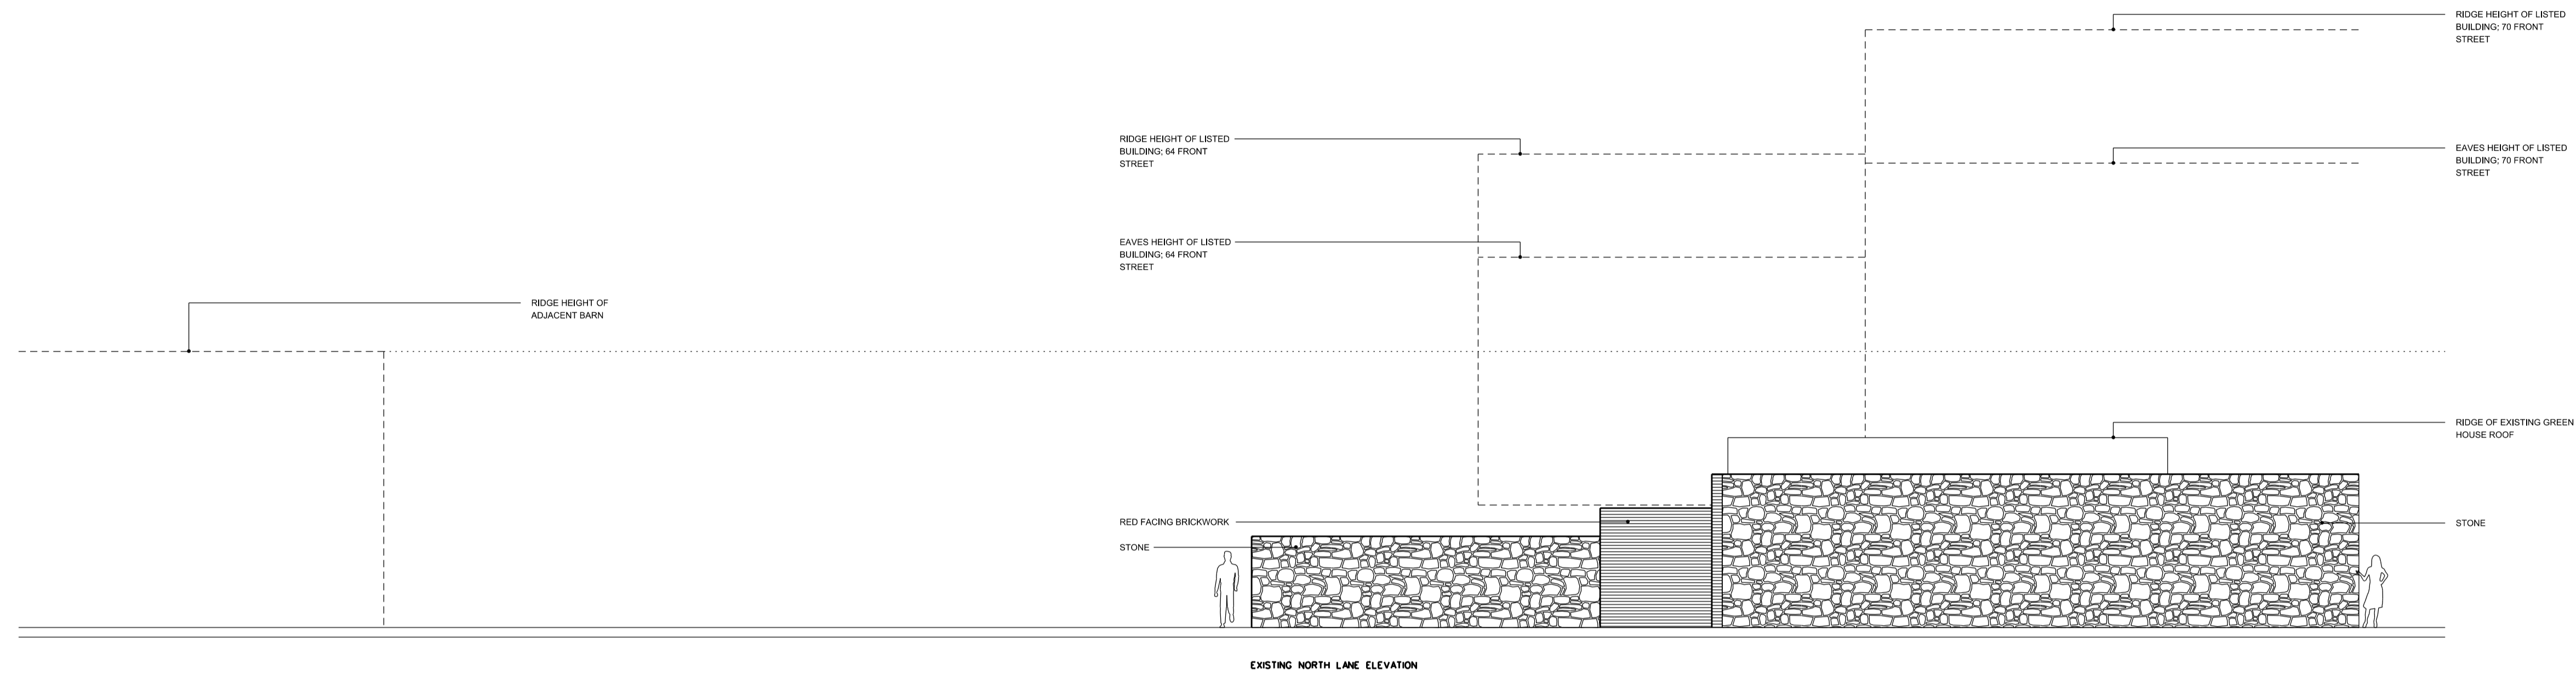 RIDGE HEIGHT OF LISTED
BUILDING; 70 FRONT
STREET
RIDGE HEIGHT OF LISTED
BUILDING; 64 FRONT
STREET
EAVES HEIGHT OF LISTED
BUILDING; 70 FRONT
STREET
EAVES HEIGHT OF LISTED
BUILDING; 64 FRONT
STREET
RIDGE HEIGHT OF
ADJACENT BARN
RIDGE OF EXISTING GREEN
HOUSE ROOF
RED FACING BRICKWORK
STONE
STONE
EXISTING NORTH LANE ELEVATION